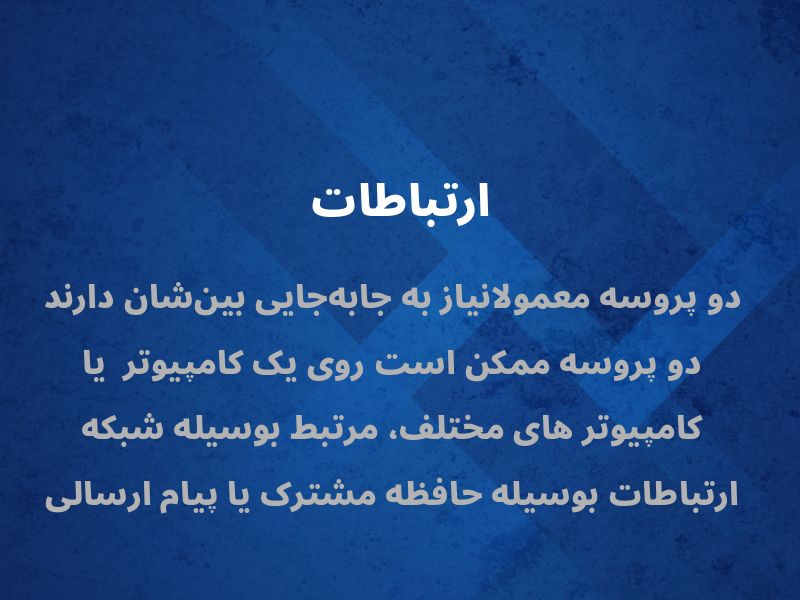 ارتباطات
دو پروسه معمولانیاز به جابه‌جایی بین‌شان دارند
دو پروسه ممکن است روی یک کامپیوتر یا
کامپیوتر های مختلف، مرتبط بوسیله شبکه
ارتباطات بوسیله حافظه مشترک یا پیام ارسالی